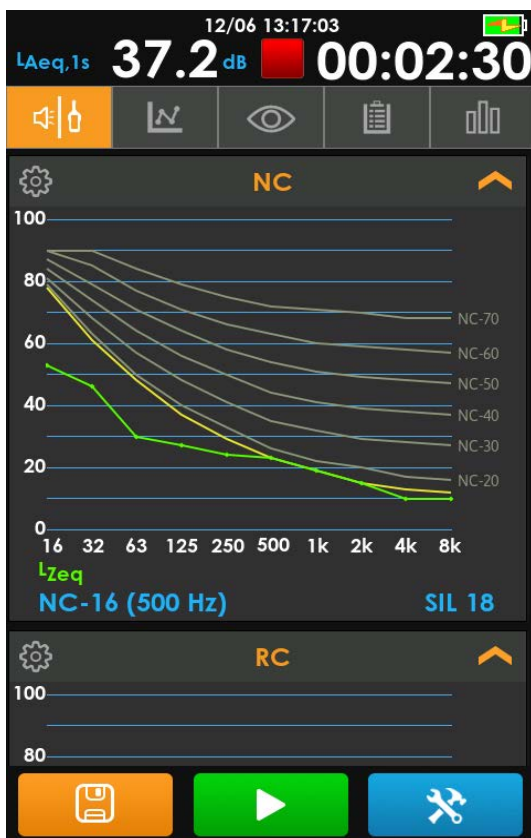 12/06 13:17:03
LAeq,1s 37.2 dB 00:02:30
NC
100
80
NC-70
60
NC-60
NC-50
40
NC-40
NC-30
20
NC-20
0
16 32 63 125 250 500 1k 2k 4k 8k
LZeq
NC-16 (500 Hz) SIL 18
RC
100
80